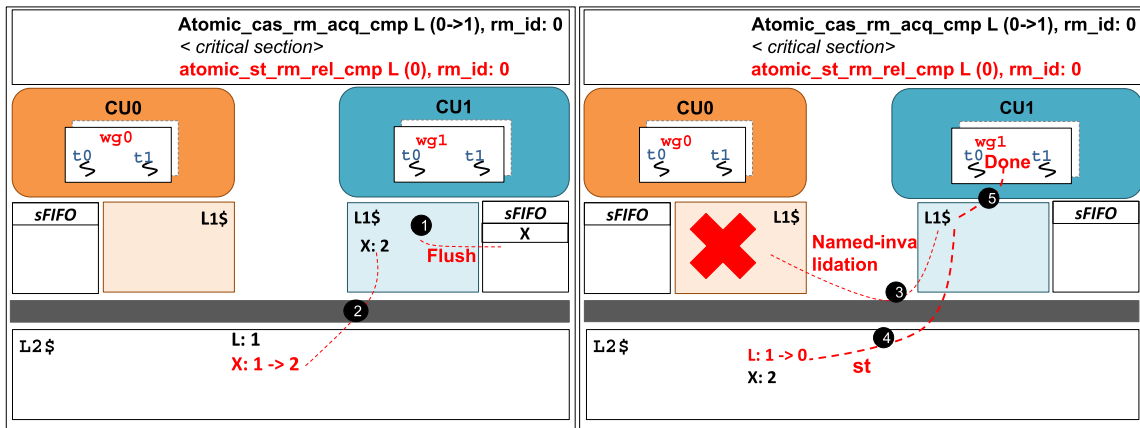 Atomic_cas_rm_acq_cmp L (0->1), rm_id: 0
< critical section>
atomic_st_rm_rel_cmp L (0), rm_id: 0
CU0
wg0
t0 t1
CU1
wg1
t0 t1
sFIFO
L1$
L1$
X: 2
1
Flush
sFIFO
X
2
L2$
L: 1
X: 1 -> 2
Atomic_cas_rm_acq_cmp L (0->1), rm_id: 0
< critical section>
atomic_st_rm_rel_cmp L (0), rm_id: 0
CU0
wg0
t0 t1
CU1
wg1
t0 t1
Done
5
sFIFO
L1$
Named-inva
lidation
L1$
sFIFO
3
4
L2$
L: 1 -> 0
st
X: 2